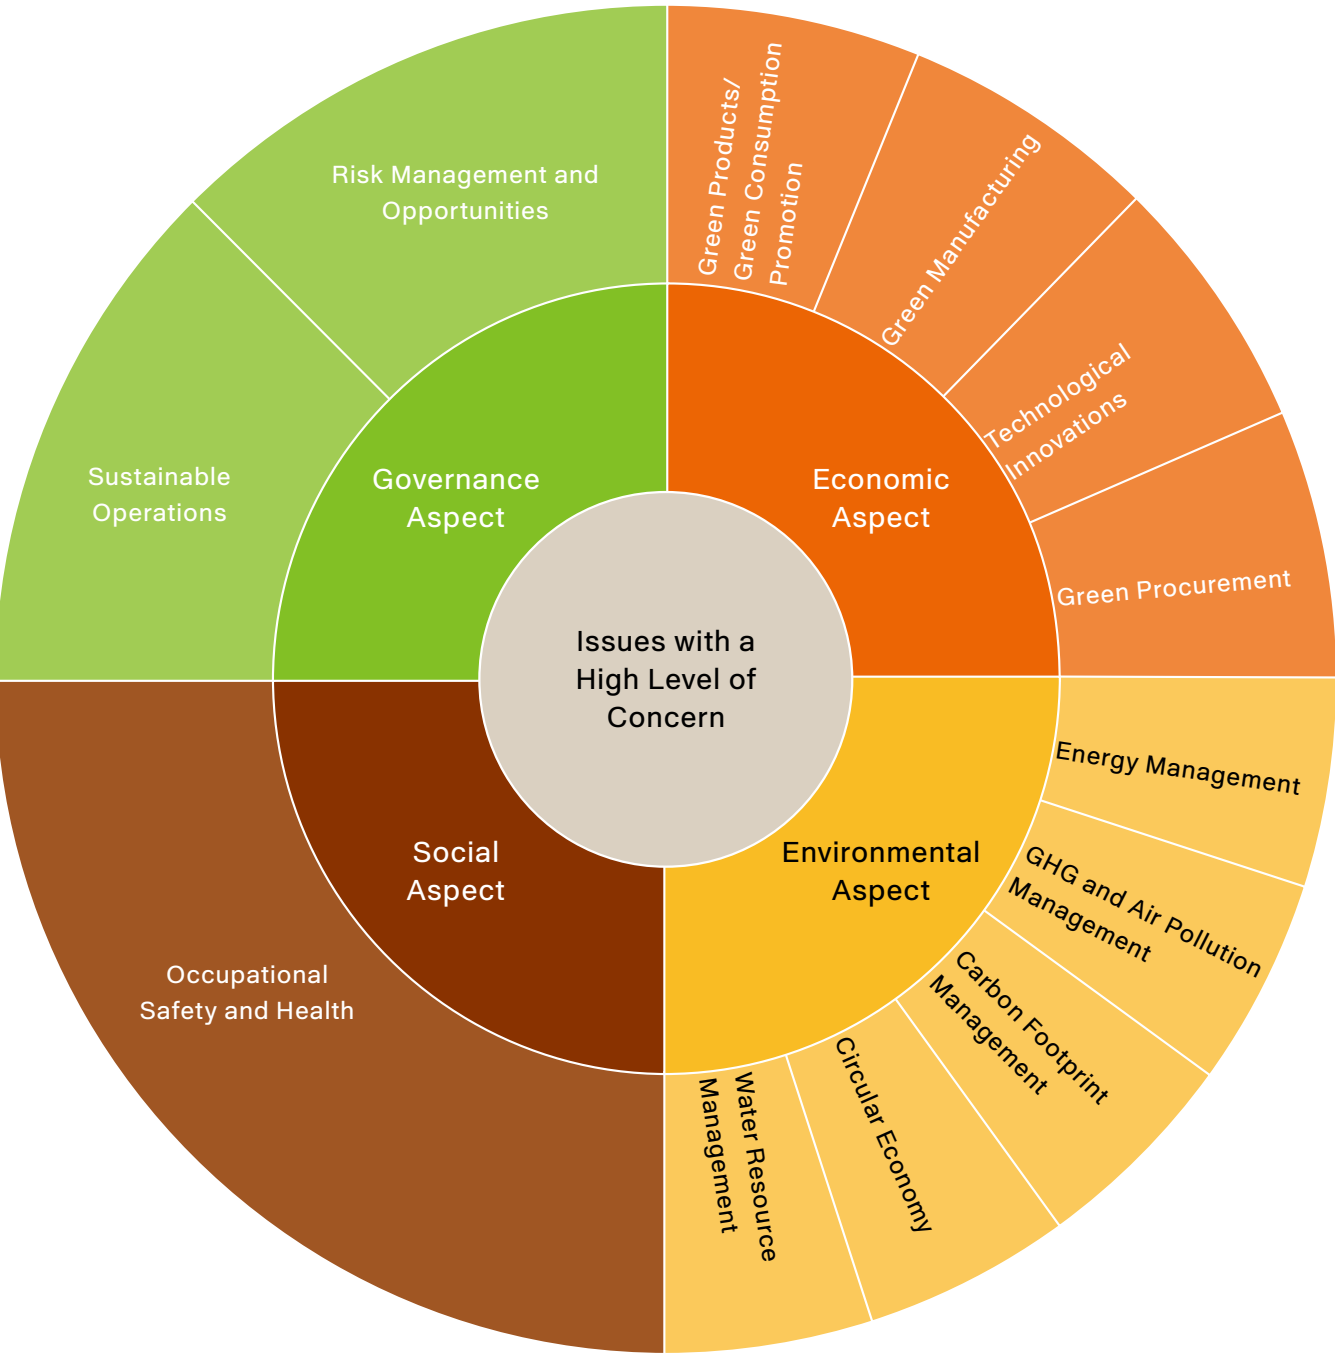 Issues with a
High Level of
Concern
Economic
Aspect
Green Products/
Green Consumption
Promotion
Green Manufacturing
Technological
Innovations
Green Procurement
Environmental
Aspect
Energy Management
GHG and Air Pollution
Management
Carbon Footprint
Management
Circular Economy
Water Resource
Management
Social
Aspect
Occupational
Safety and Health
Governance
Aspect
Sustainable
Operations
Risk Management and
Opportunities